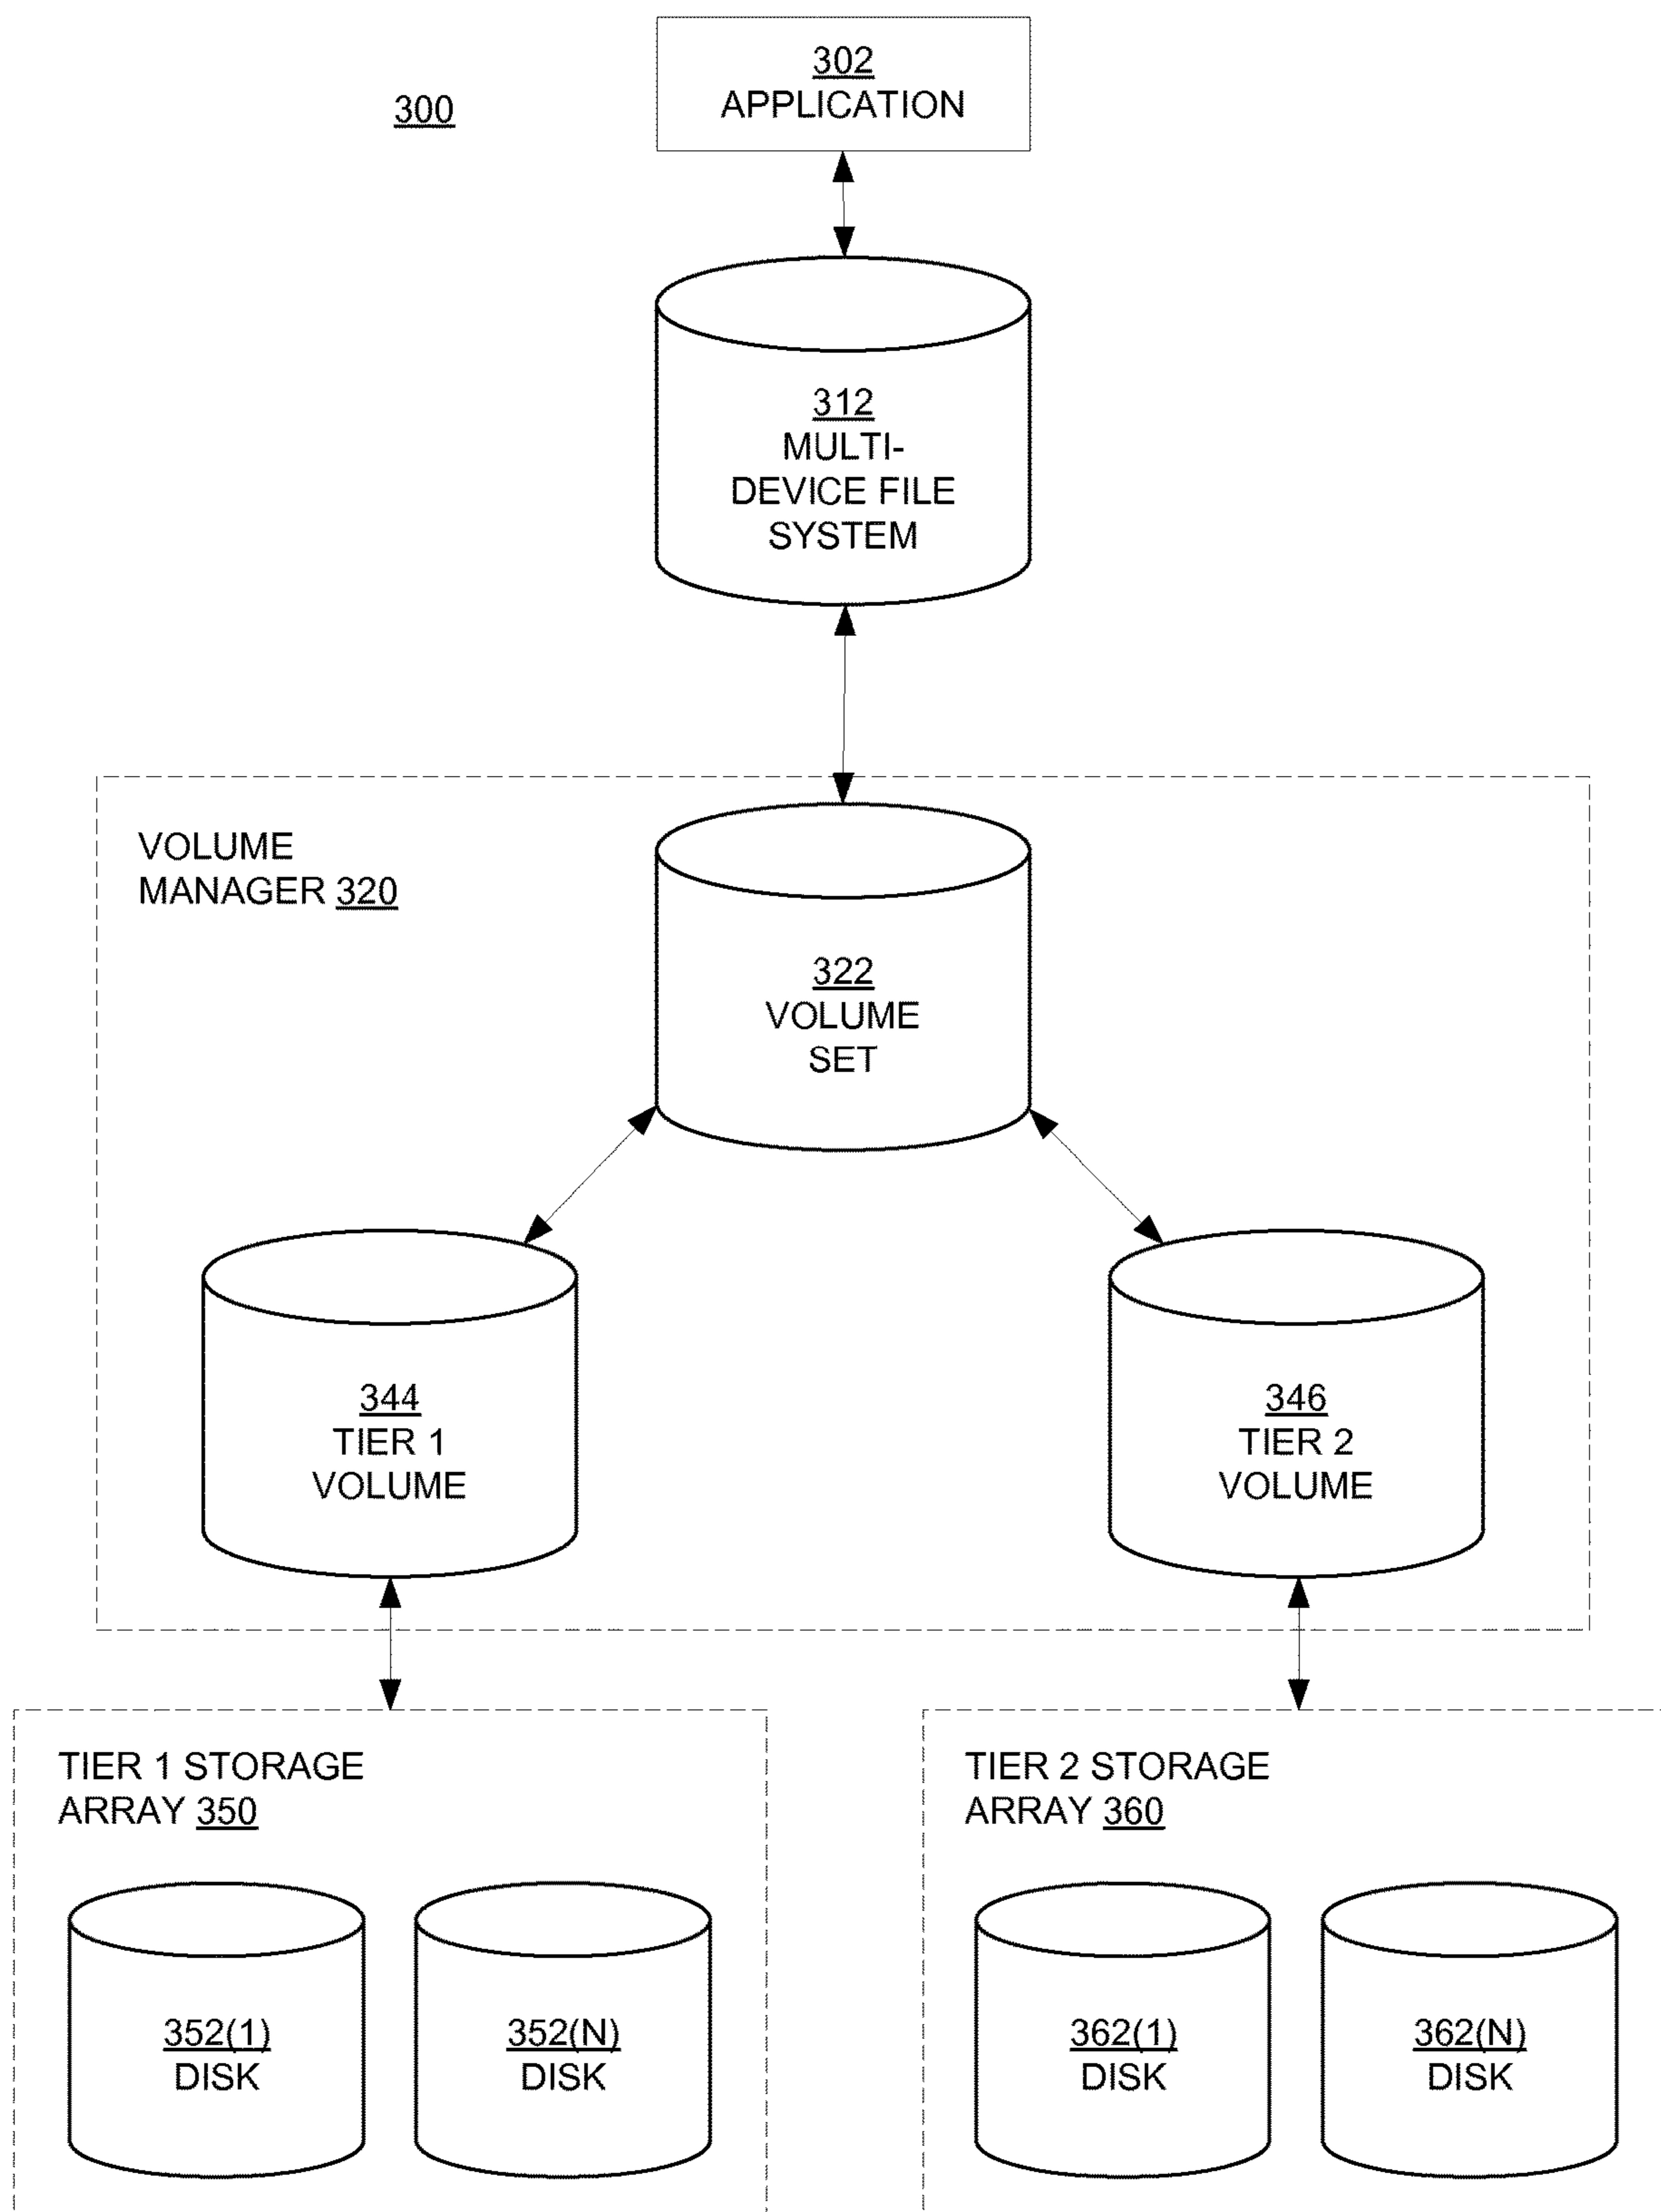 302
APPLICATION
300
312
MULTI-
DEVICE FILE
SYSTEM
VOLUME
MANAGER 320
322
VOLUME
SET
344
TIER 1
VOLUME
346
TIER 2
VOLUME
TIER 1 STORAGE
ARRAY 350
352(1)
DISK
352(N)
DISK
TIER 2 STORAGE
ARRAY 360
362(1)
DISK
362(N)
DISK